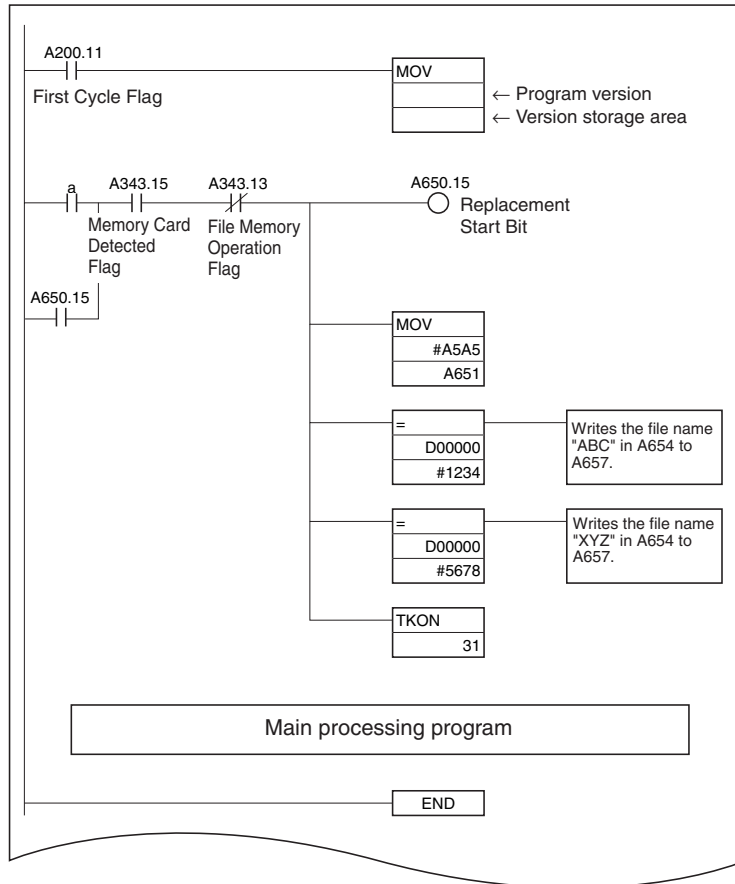 A200.11
First Cycle Flag
MOV
← Program version
← Version storage area
a
A343.15
A343.13
A650.15
Memory Card
Detected
Flag
File Memory
Operation
Flag
Replacement
Start Bit
A650.15
MOV
#A5A5
A651
=
D00000
#1234
Writes the file name
"ABC" in A654 to
A657.
=
D00000
#5678
Writes the file name
"XYZ" in A654 to
A657.
TKON
31
Main processing program
END